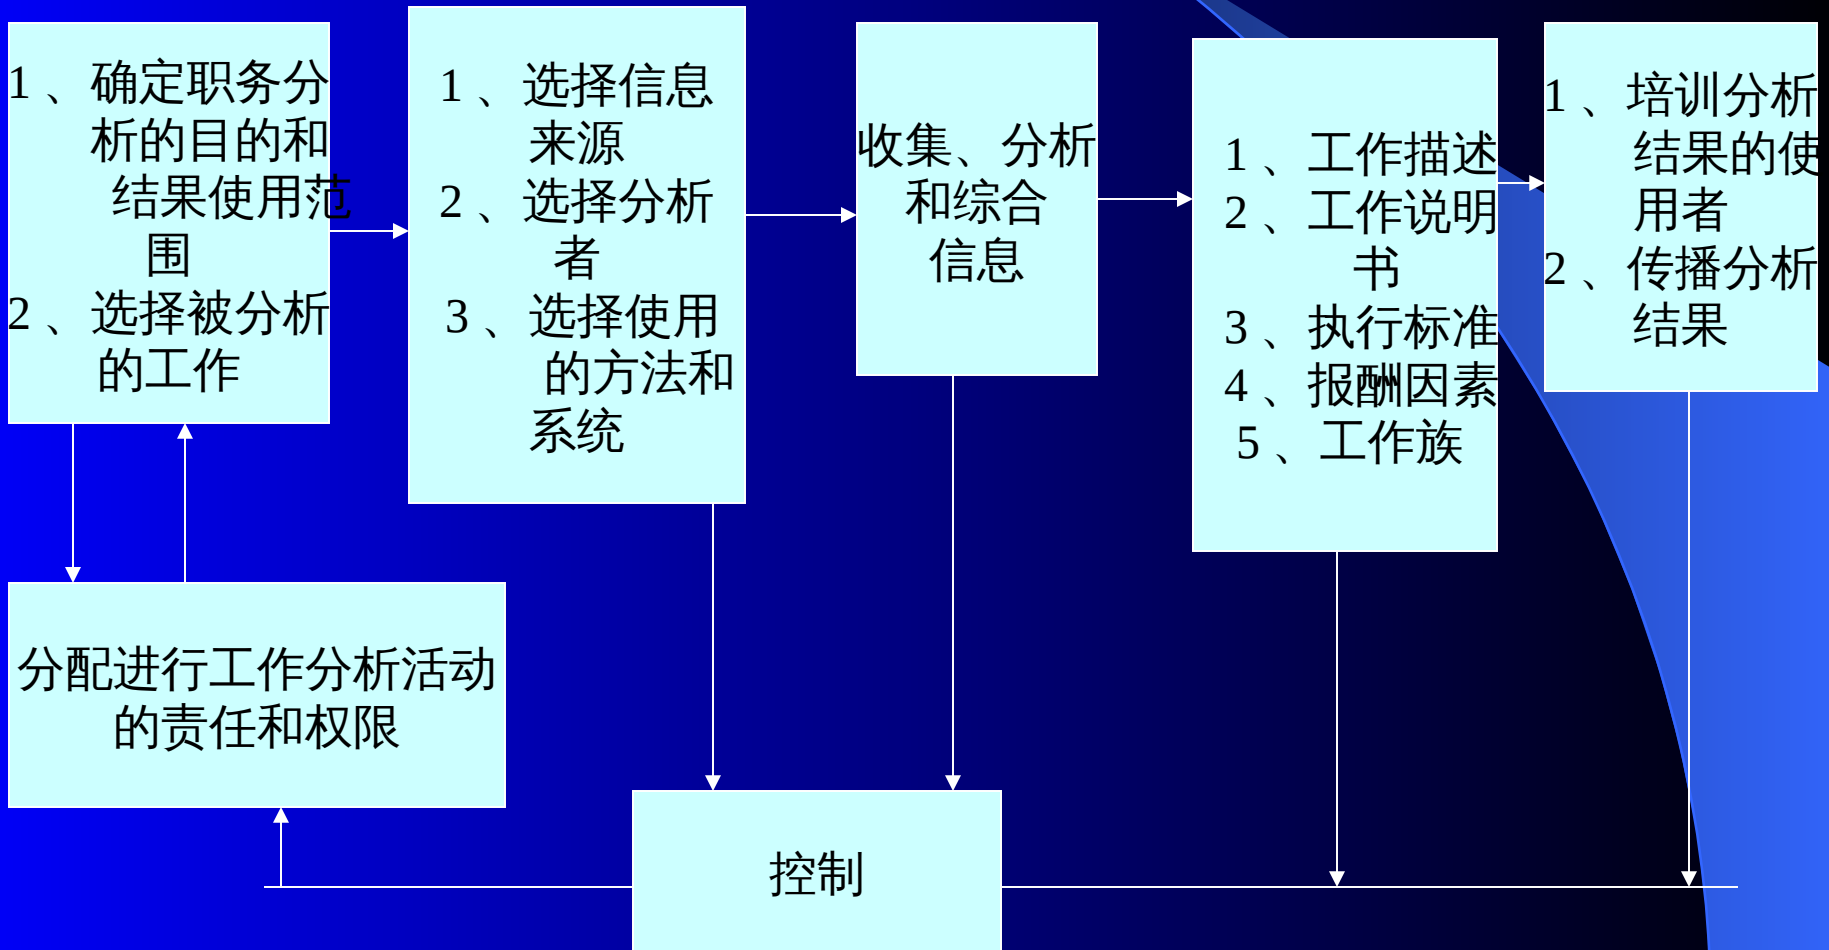 1、确定职务分
析的目的和
结果使用范
围
2、选择被分析
的工作
1、选择信息
来源
2、选择分析
者
3、选择使用
的方法和
系统
收集、分析
和综合
信息
1、工作描述
2、工作说明
书
3、执行标准
4、报酬因素
5、工作族
1、培训分析
结果的使
用者
2、传播分析
结果
分配进行工作分析活动
的责任和权限
控制